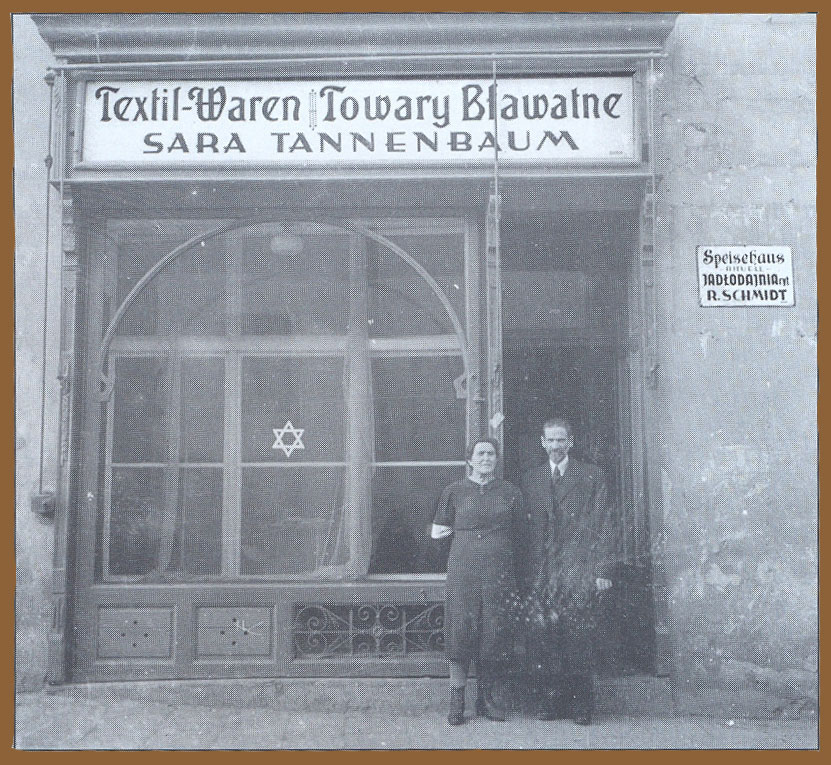 Textil-Waren Towary Bławatne
SARA TANNENBAUM
Speisehaus
JADŁODAJNIA
R. SCHMIDT